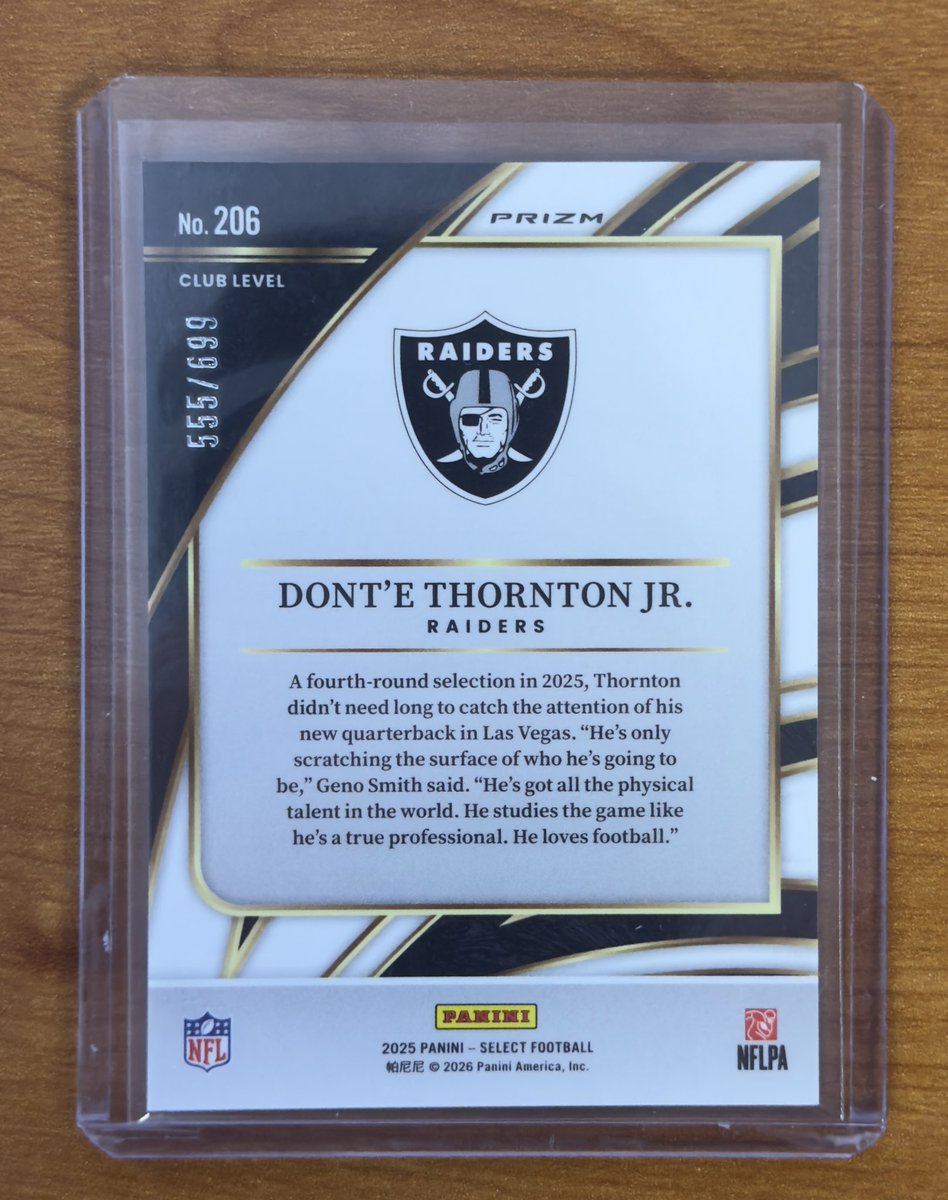 No. 206
PRIZM
CLUB LEVEL
555/699
RAIDERS
DONT’E THORNTON JR.
RAIDERS
A fourth-round selection in 2025, Thornton
didn’t need long to catch the attention of his
new quarterback in Las Vegas. “He’s only
scratching the surface of who he’s going to
be,” Geno Smith said. “He’s got all the physical
talent in the world. He studies the game like
he’s a true professional. He loves football.”
NFL
PANINI
2025 PANINI – SELECT FOOTBALL
帕尼尼 © 2026 Panini America, Inc.
NFLPA